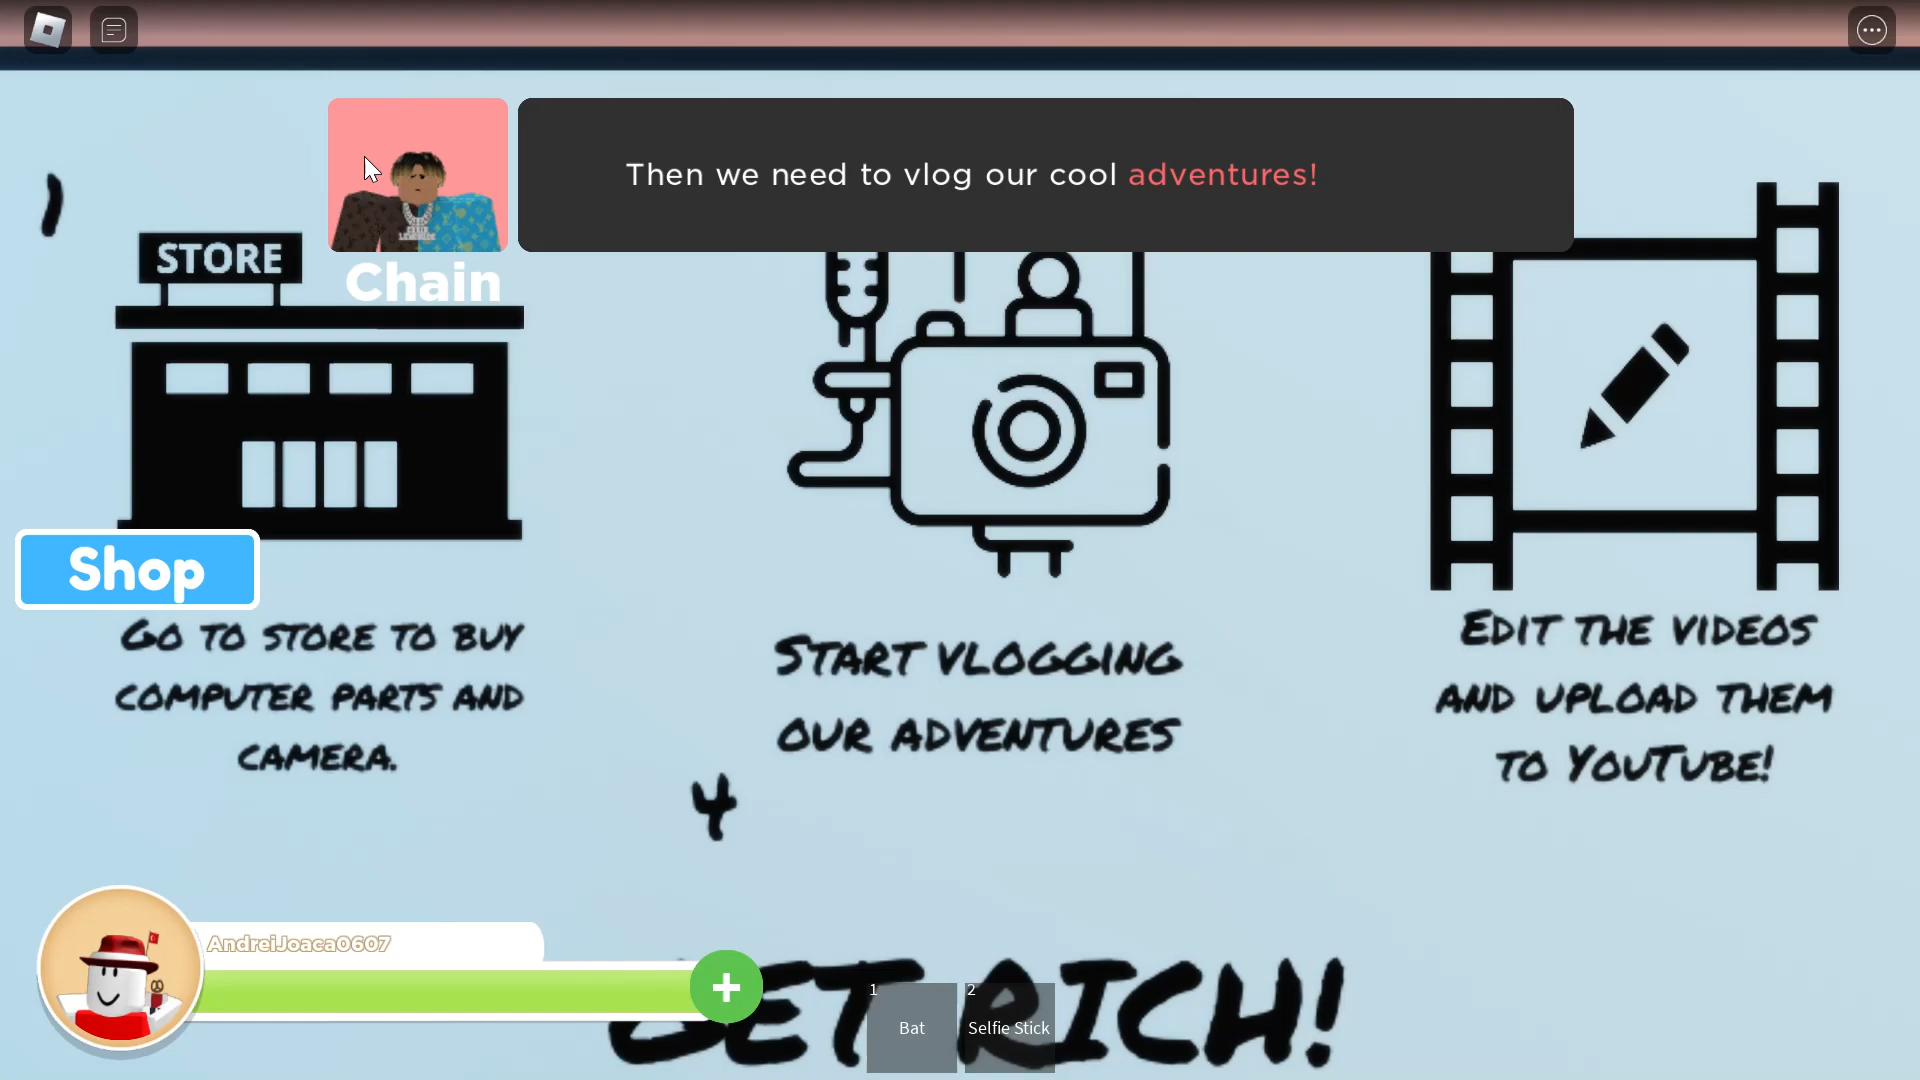 Then we need to vlog our cool adventures!
)
STORE
Chain
Shop
GO TO STORE TO BUY
COMPUTER PARTS AND
CAMERA.
START VLOGGING
OUR ADVENTURES
EDIT THE VIDEOS
AND UPLOAD THEM
TO YOUTUBE!
4
AndreiJoaca0607
+
GET RICH!
1
Bat
2
Selfie Stick